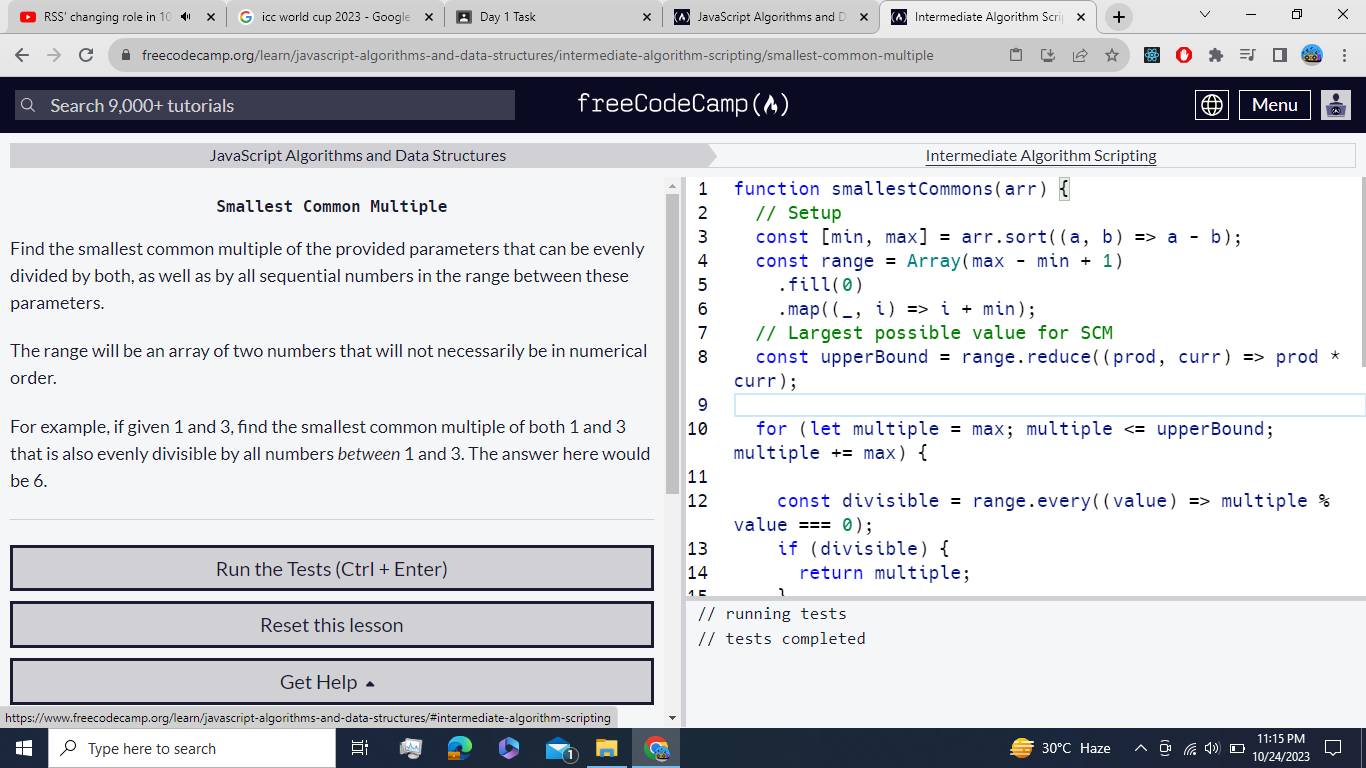 RSS' changing role in 10
icc world cup 2023 - Google
Day 1 Task
JavaScript Algorithms and D
Intermediate Algorithm Scrip
freecodecamp.org/learn/javascript-algorithms-and-data-structures/intermediate-algorithm-scripting/smallest-common-multiple
Search 9,000+ tutorials
freeCodeCamp
Menu
JavaScript Algorithms and Data Structures
Intermediate Algorithm Scripting
Smallest Common Multiple
Find the smallest common multiple of the provided parameters that can be evenly
divided by both, as well as by all sequential numbers in the range between these
parameters.
The range will be an array of two numbers that will not necessarily be in numerical
order.
For example, if given 1 and 3, find the smallest common multiple of both 1 and 3
that is also evenly divisible by all numbers between 1 and 3. The answer here would
be 6.
Run the Tests (Ctrl + Enter)
Reset this lesson
Get Help
https://www.freecodecamp.org/learn/javascript-algorithms-and-data-structures/#intermediate-algorithm-scripting
1 function smallestCommons(arr) {
2 // Setup
3 const [min, max] = arr.sort((a, b) => a - b);
4 const range = Array(max - min + 1)
5 .fill(0)
6 .map((_, i) => i + min);
7 // Largest possible value for SCM
8 const upperBound = range.reduce((prod, curr) => prod *
curr);
9
10 for (let multiple = max; multiple <= upperBound;
multiple += max) {
11
12 const divisible = range.every((value) => multiple %
value === 0);
13 if (divisible) {
14 return multiple;
15 }
// running tests
// tests completed
Type here to search
1
30°C Haze
11:15 PM
10/24/2023